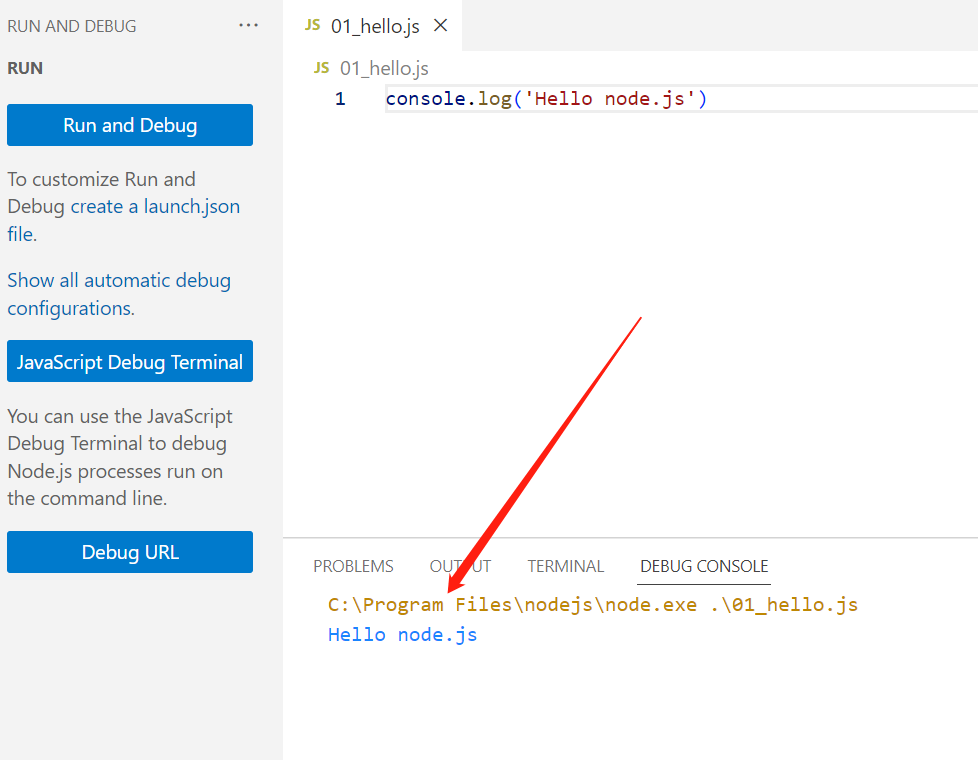 RUN AND DEBUG ···
RUN
Run and Debug
To customize Run and
Debug create a launch.json
file.
Show all automatic debug
configurations.
JavaScript Debug Terminal
You can use the JavaScript
Debug Terminal to debug
Node.js processes run on
the command line.
Debug URL
JS 01_hello.js
JS 01_hello.js
1 console.log('Hello node.js')
PROBLEMS OUTPUT TERMINAL DEBUG CONSOLE
C:\Program Files\nodejs\node.exe .\01_hello.js
Hello node.js